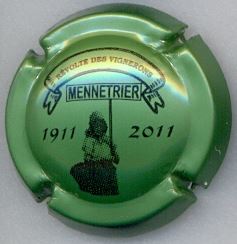 RÉVOLTE DES VIGNERONS
MENNETRIER
1911 2011